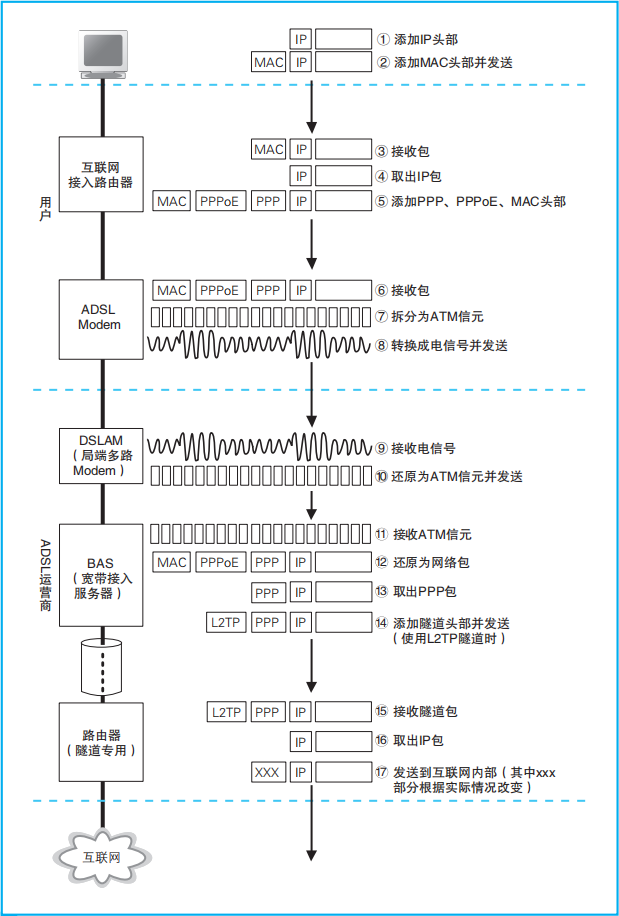 IP ① 添加IP头部
MAC IP ② 添加MAC头部并发送
用户
互联网
接入路由器
MAC IP ③ 接收包
IP ④ 取出IP包
MAC PPPoE PPP IP ⑤ 添加PPP、PPPoE、MAC头部
ADSL
Modem
MAC PPPoE PPP IP ⑥ 接收包
⑦ 拆分为ATM信元
⑧ 转换成电信号并发送
ADSL运营商
DSLAM
（局端多路
Modem）
⑨ 接收电信号
⑩ 还原为ATM信元并发送
BAS
（宽带接入
服务器）
⑪ 接收ATM信元
MAC PPPoE PPP IP ⑫ 还原为网络包
PPP IP ⑬ 取出PPP包
L2TP PPP IP ⑭ 添加隧道头部并发送
（使用L2TP隧道时）
路由器
（隧道专用）
L2TP PPP IP ⑮ 接收隧道包
IP ⑯ 取出IP包
XXX IP ⑰ 发送到互联网内部（其中xxx
部分根据实际情况改变）
互联网